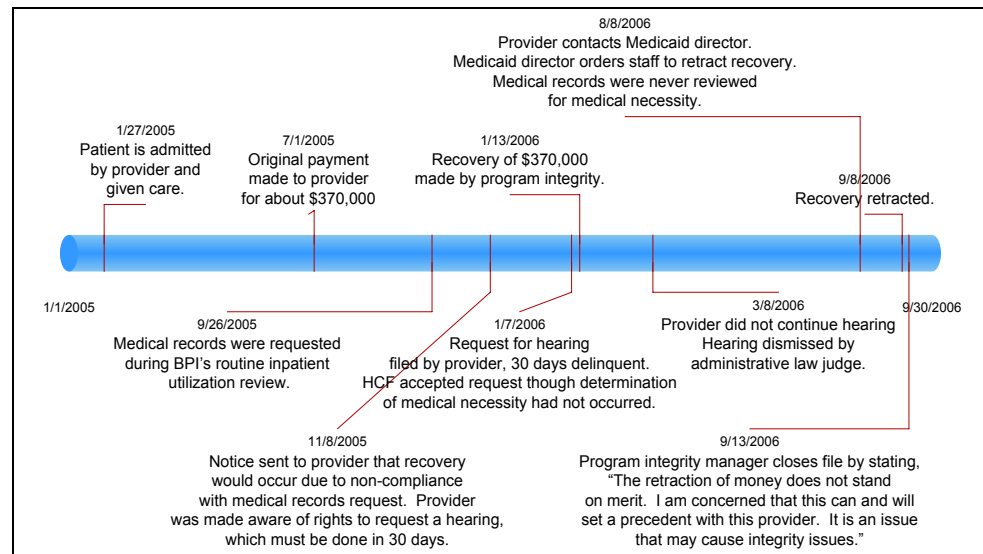 8/8/2006
Provider contacts Medicaid director.
Medicaid director orders staff to retract recovery.
Medical records were never reviewed
for medical necessity.
1/27/2005
Patient is admitted
by provider and
given care.
7/1/2005
Original payment
made to provider
for about $370,000
1/13/2006
Recovery of $370,000
made by program integrity.
9/8/2006
Recovery retracted.
1/1/2005
9/30/2006
9/26/2005
Medical records were requested
during BPI's routine inpatient
utilization review.
1/7/2006
Request for hearing
filed by provider, 30 days delinquent.
HCF accepted request though determination
of medical necessity had not occurred.
3/8/2006
Provider did not continue hearing
Hearing dismissed by
administrative law judge.
11/8/2005
Notice sent to provider that recovery
would occur due to non-compliance
with medical records request.  Provider
was made aware of rights to request a hearing,
which must be done in 30 days.
9/13/2006
Program integrity manager closes file by stating,
“The retraction of money does not stand
on merit.  I am concerned that this can and will
set a precedent with this provider.  It is an issue
that may cause integrity issues.”